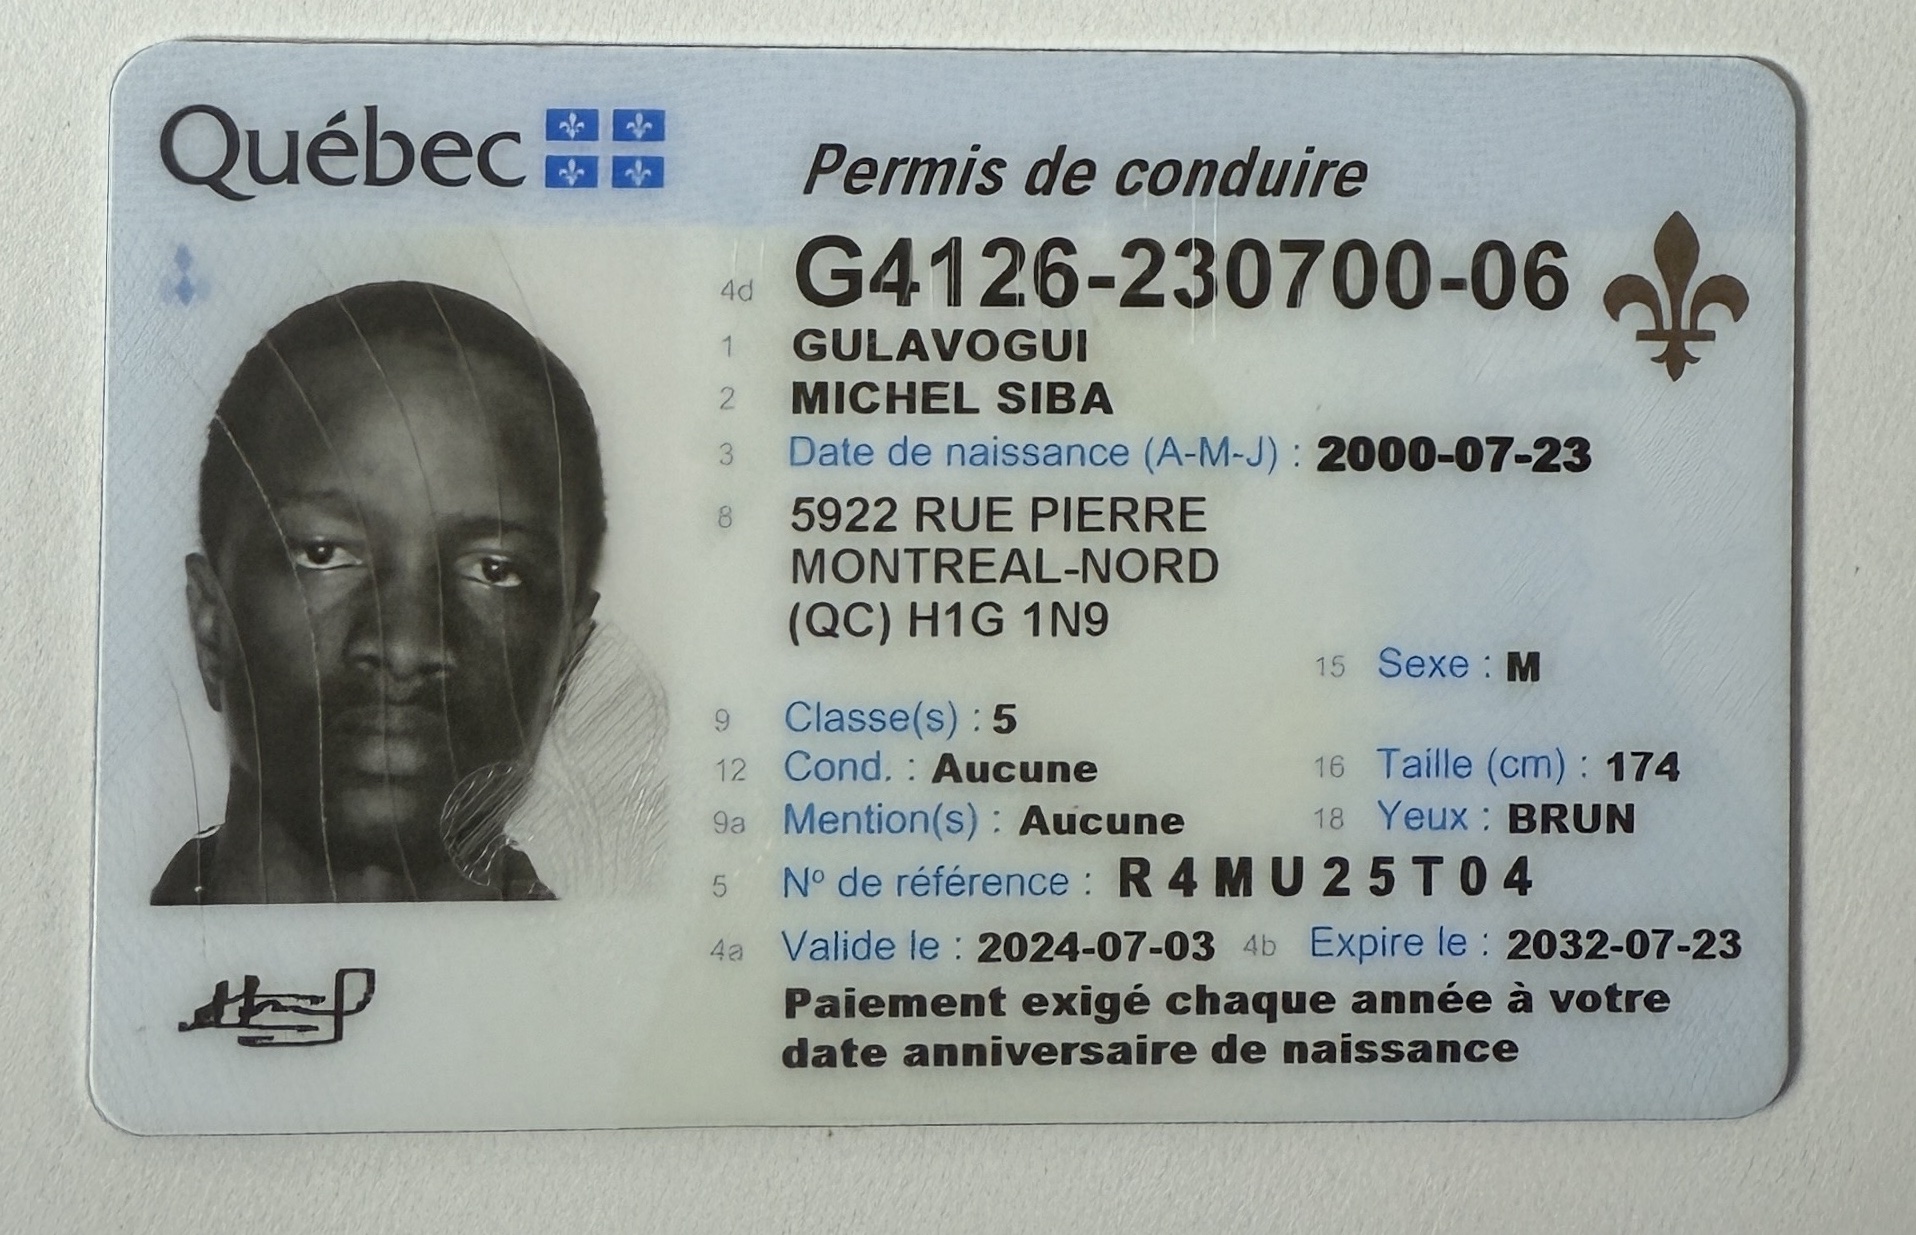 Québec
Permis de conduire
4d G4126-230700-06
1 GULAVOGUI
2 MICHEL SIBA
3 Date de naissance (A-M-J) : 2000-07-23
8 5922 RUE PIERRE
MONTREAL-NORD
(QC) H1G 1N9
15 Sexe : M
9 Classe(s) : 5
12 Cond. : Aucune 16 Taille (cm) : 174
9a Mention(s) : Aucune 18 Yeux : BRUN
5 Nº de référence : R4MU25T04
4a Valide le : 2024-07-03 4b Expire le : 2032-07-23
Paiement exigé chaque année à votre
date anniversaire de naissance